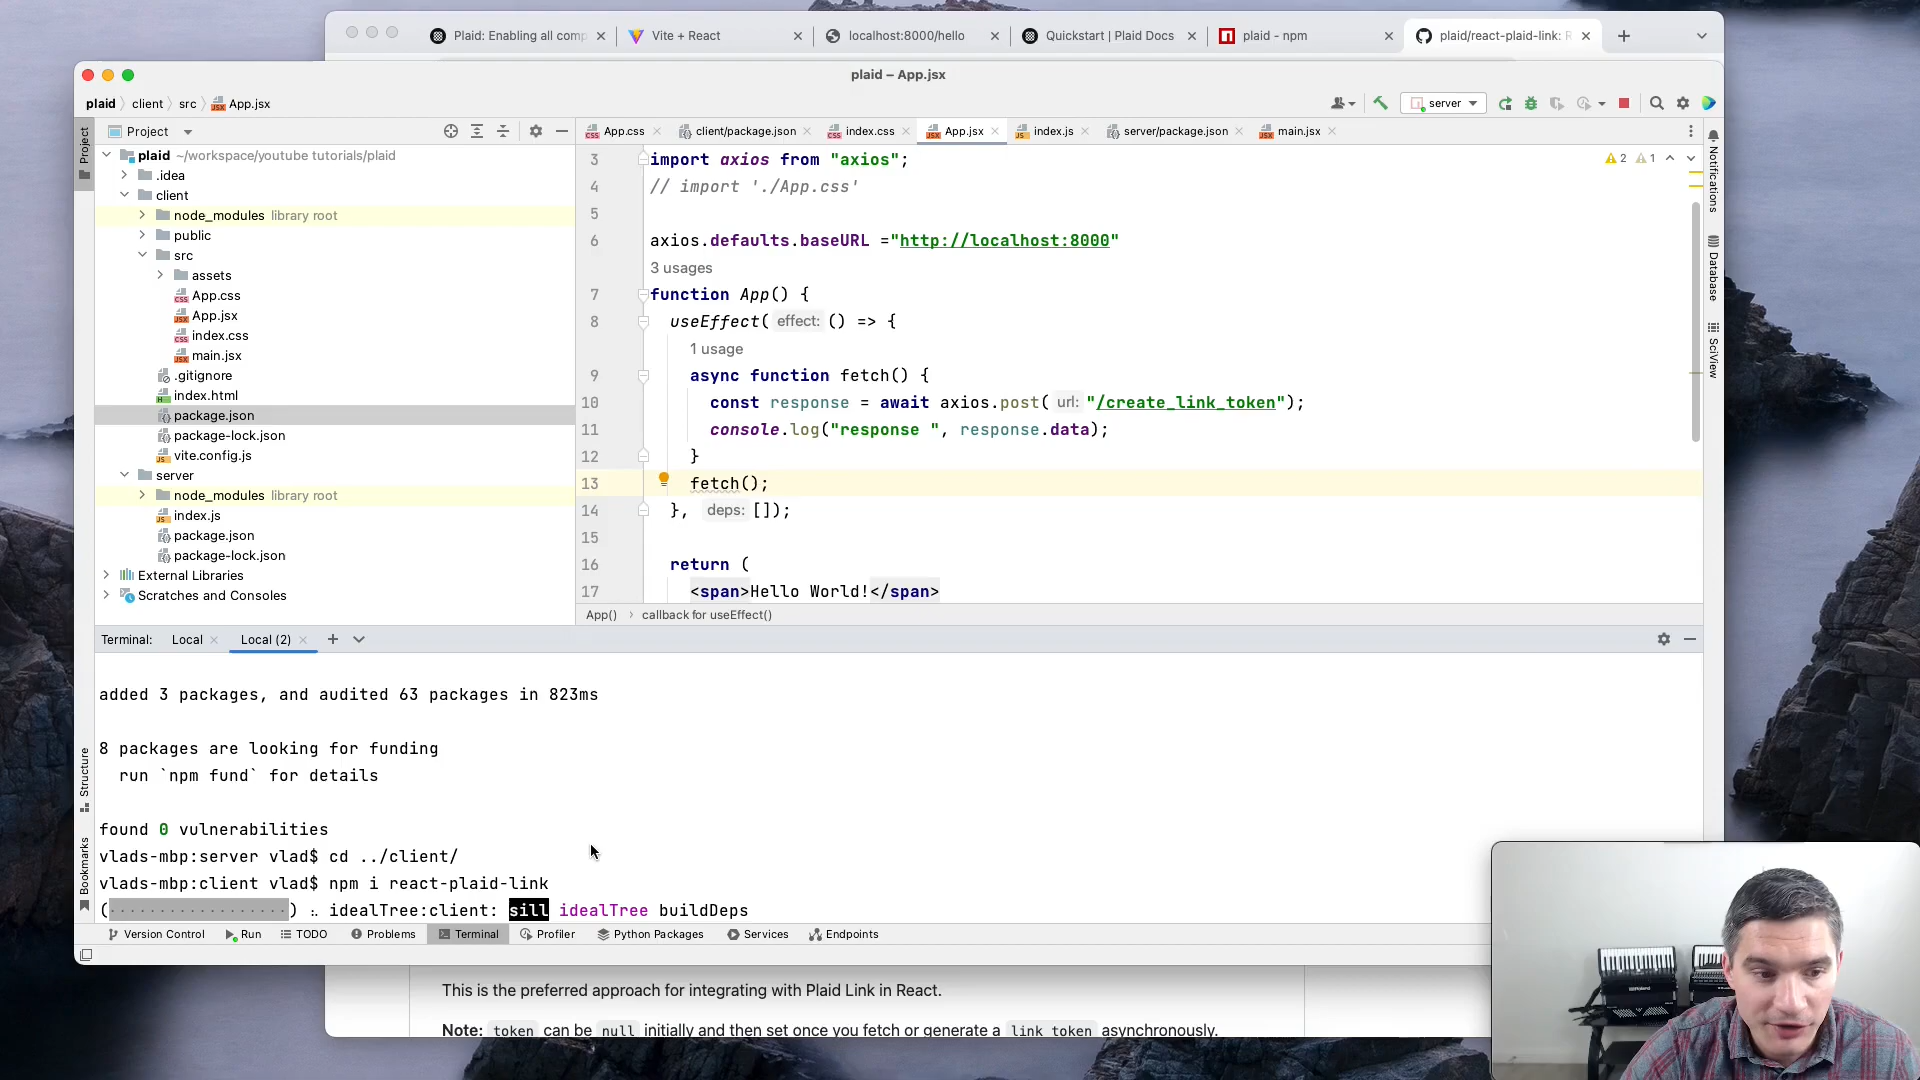 Plaid: Enabling all comp
Vite + React
localhost:8000/hello
Quickstart | Plaid Docs
plaid - npm
plaid/react-plaid-link: R
plaid – App.jsx
plaid
client
src
App.jsx
server
Project
App.css
client/package.json
index.css
App.jsx
index.js
server/package.json
main.jsx
Project
plaid ~/workspace/youtube tutorials/plaid
.idea
client
node_modules library root
public
src
assets
App.css
App.jsx
index.css
main.jsx
.gitignore
index.html
package.json
package-lock.json
vite.config.js
server
node_modules library root
index.js
package.json
package-lock.json
External Libraries
Scratches and Consoles
2
1
3 import axios from "axios";
4 // import './App.css'
5
6 axios.defaults.baseURL ="http://localhost:8000"
3 usages
7 function App() {
8 useEffect( effect: () => {
1 usage
9 async function fetch() {
10 const response = await axios.post( url: "/create_link_token");
11 console.log("response ", response.data);
12 }
13 fetch();
14 }, deps: []);
15
16 return (
17 <span>Hello World!</span>
App()
callback for useEffect()
Notifications
Database
SciView
Terminal:
Local
Local (2)
added 3 packages, and audited 63 packages in 823ms
8 packages are looking for funding
run `npm fund` for details
found 0 vulnerabilities
vlads-mbp:server vlad$ cd ../client/
vlads-mbp:client vlad$ npm i react-plaid-link
(··················) ⠦ idealTree:client: sill idealTree buildDeps
Structure
Bookmarks
Version Control
Run
TODO
Problems
Terminal
Profiler
Python Packages
Services
Endpoints
This is the preferred approach for integrating with Plaid Link in React.
Note: token can be null initially and then set once you fetch or generate a link_token asynchronously.
Roland